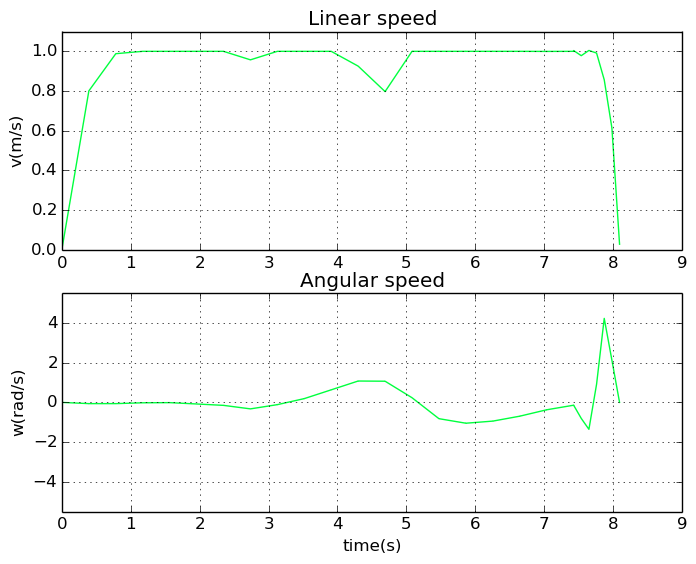 Linear speed
1.0
0.8
0.6
0.4
0.2
0.0
v(m/s)
0 1 2 3 4 5 6 7 8 9
Angular speed
4
2
0
−2
−4
w(rad/s)
0 1 2 3 4 5 6 7 8 9
time(s)